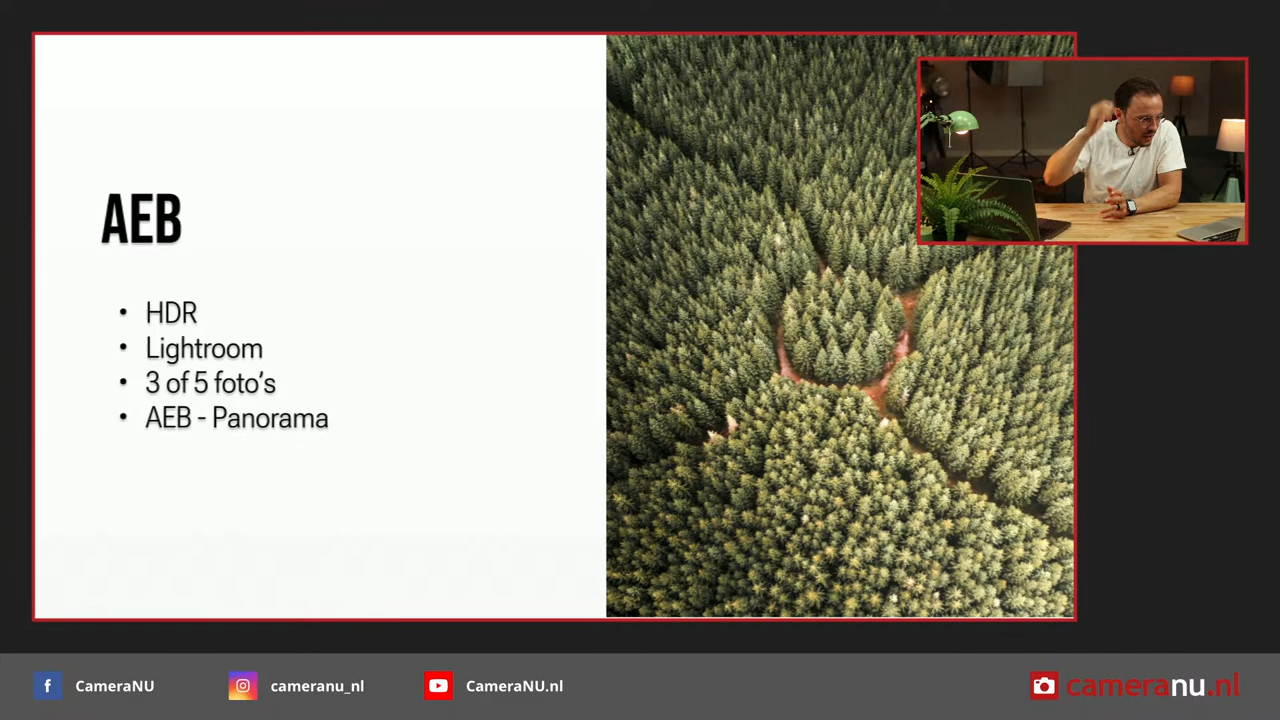 AEB
• HDR
• Lightroom
• 3 of 5 foto's
• AEB - Panorama
CameraNU
cameranu_nl
CameraNU.nl
cameranu.nl